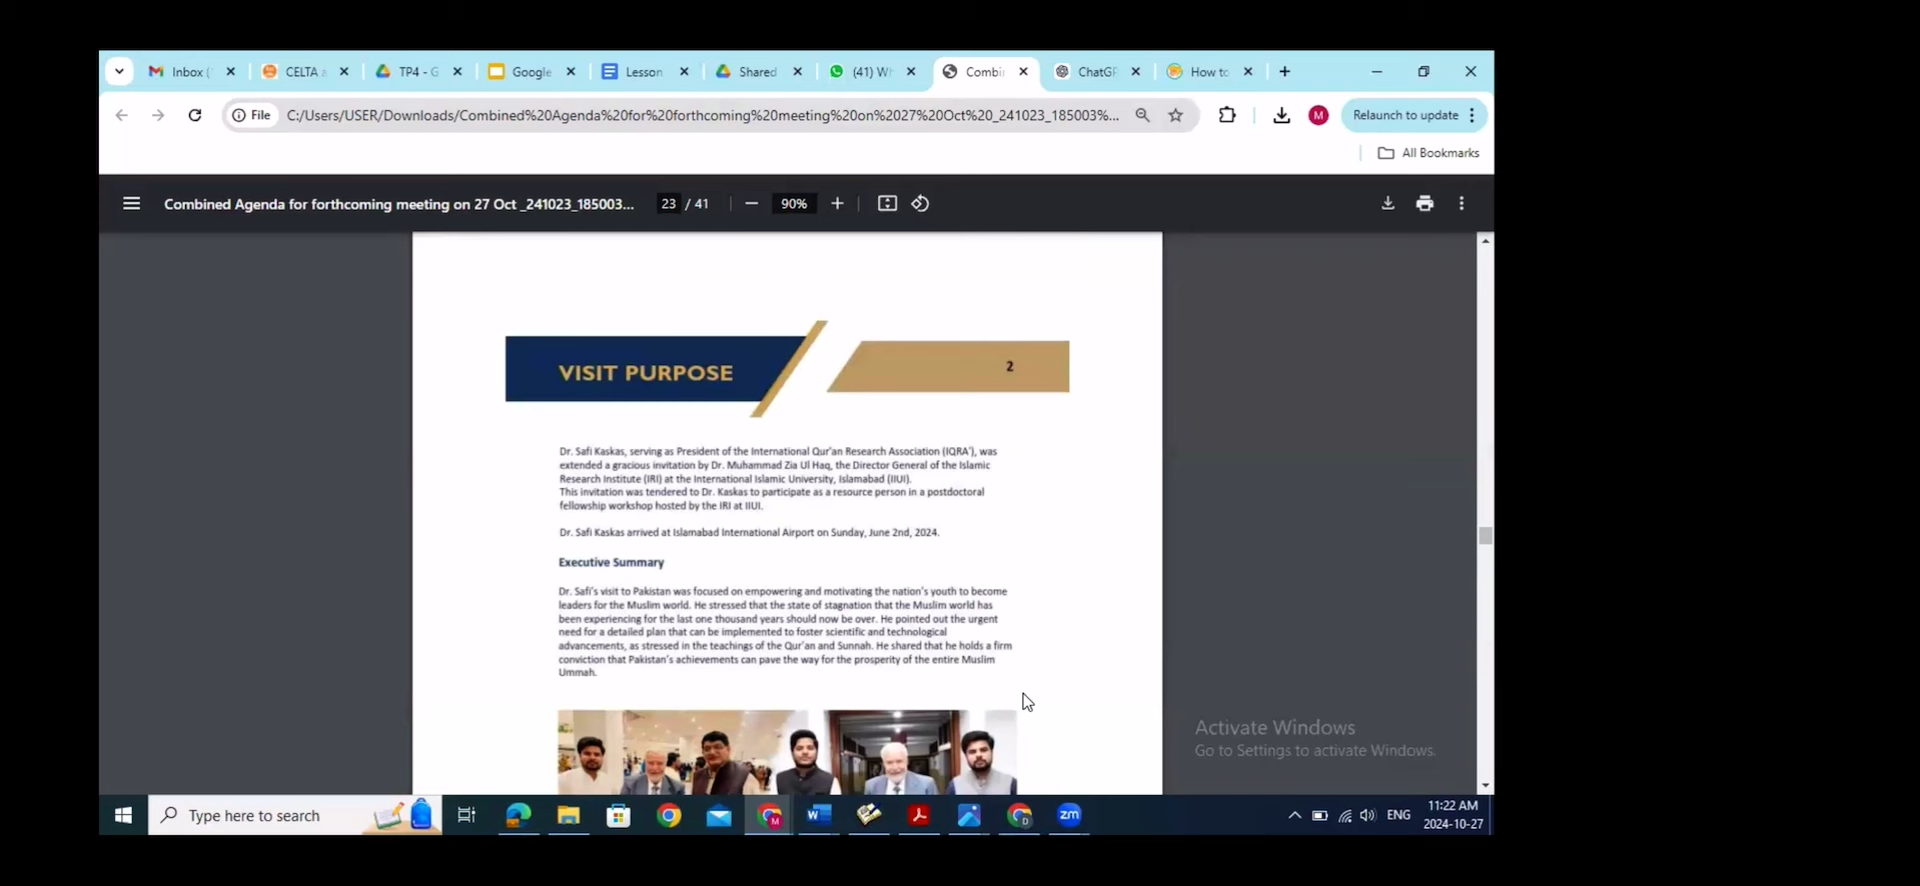 Inbox (
CELTA
TP4 - G
Google
Lesson
Shared
(41) W
Combi
ChatG
How to
File
C:/Users/USER/Downloads/Combined%20Agenda%20for%20forthcoming%20meeting%20on%2027%20Oct%20_241023_185003%...
Relaunch to update
M
All Bookmarks
Combined Agenda for forthcoming meeting on 27 Oct _241023_185003...
23 / 41
90%
VISIT PURPOSE
2
Dr. Safi Kaskas, serving as President of the International Qur'an Research Association (IQRA'), was
extended a gracious invitation by Dr. Muhammad Zia Ul Haq, the Director General of the Islamic
Research Institute (IRI) at the International Islamic University, Islamabad (IIUI).
This invitation was tendered to Dr. Kaskas to participate as a resource person in a postdoctoral
fellowship workshop hosted by the IRI at IIUI.
Dr. Safi Kaskas arrived at Islamabad International Airport on Sunday, June 2nd, 2024.
Executive Summary
Dr. Safi's visit to Pakistan was focused on empowering and motivating the nation's youth to become
leaders for the Muslim world. He stressed that the state of stagnation that the Muslim world has
been experiencing for the last one thousand years should now be over. He pointed out the urgent
need for a detailed plan that can be implemented to foster scientific and technological
advancements, as stressed in the teachings of the Qur'an and Sunnah. He shared that he holds a firm
conviction that Pakistan's achievements can pave the way for the prosperity of the entire Muslim
Ummah.
Activate Windows
Go to Settings to activate Windows.
Type here to search
zm
ENG
11:22 AM
2024-10-27